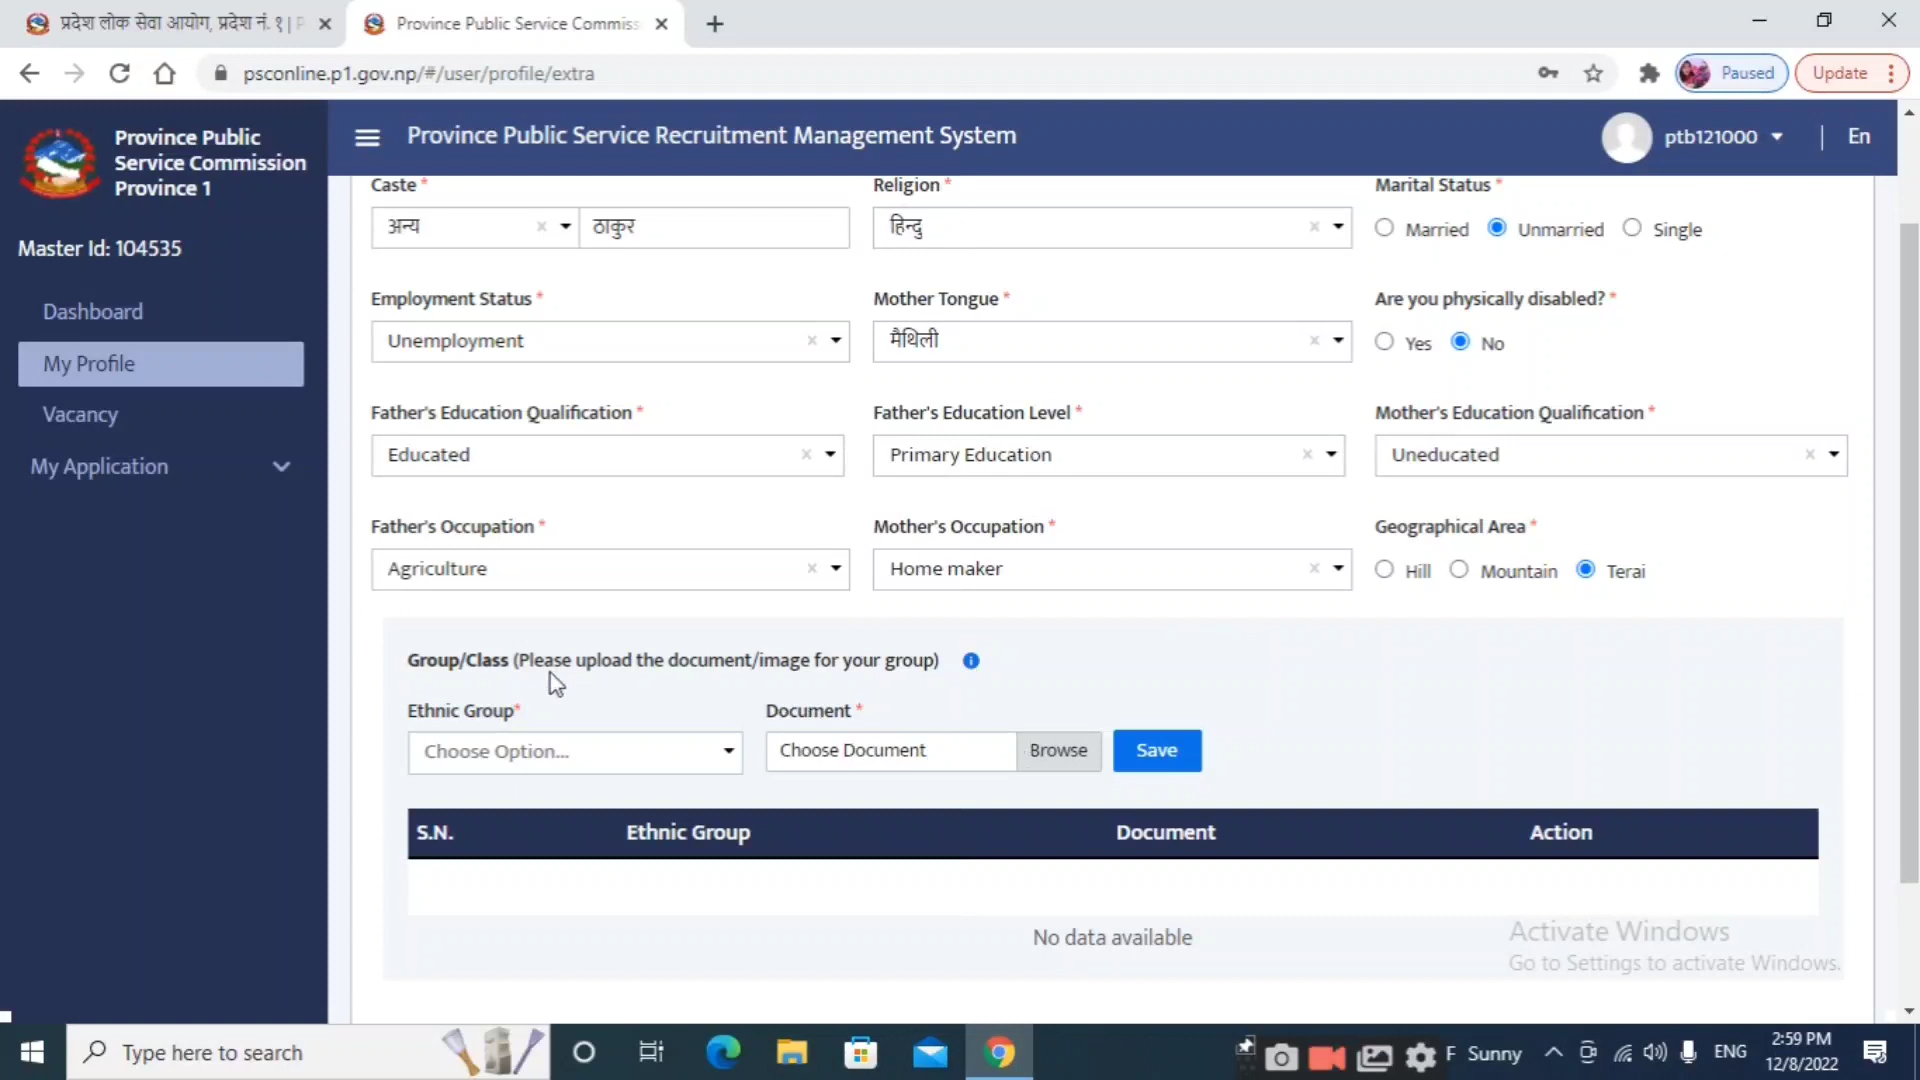 प्रदेश लोक सेवा आयोग, प्रदेश नं. १ | P
Province Public Service Commiss
psconline.p1.gov.np/#/user/profile/extra
Paused
Update
Province Public
Service Commission
Province 1
Province Public Service Recruitment Management System
ptb121000
En
Master Id: 104535
Dashboard
My Profile
Vacancy
My Application
Caste *
Religion *
Marital Status *
अन्य
ठाकुर
हिन्दु
Married
Unmarried
Single
Employment Status *
Mother Tongue *
Are you physically disabled? *
Unemployment
मैथिली
Yes
No
Father's Education Qualification *
Father's Education Level *
Mother's Education Qualification *
Educated
Primary Education
Uneducated
Father's Occupation *
Mother's Occupation *
Geographical Area *
Agriculture
Home maker
Hill
Mountain
Terai
Group/Class (Please upload the document/image for your group)
Ethnic Group*
Document *
Choose Option...
Choose Document
Browse
Save
S.N.
Ethnic Group
Document
Action
No data available
Activate Windows
Go to Settings to activate Windows.
Type here to search
F Sunny
ENG
2:59 PM
12/8/2022